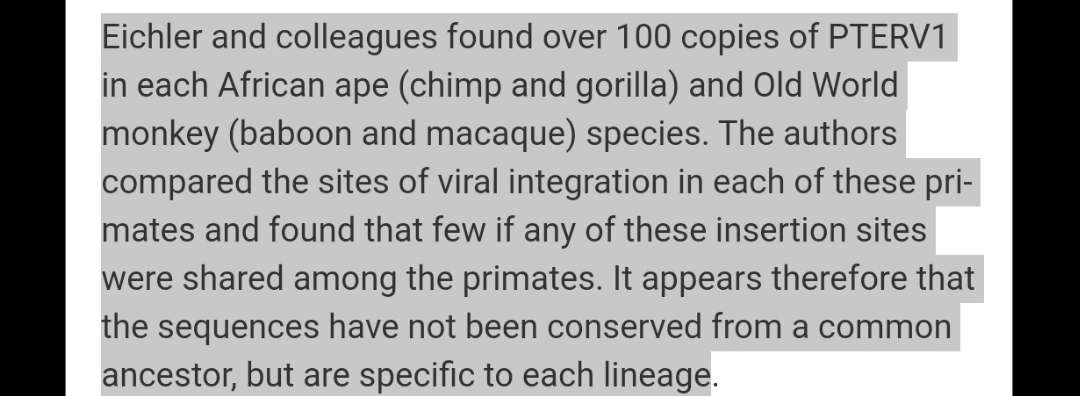 Eichler and colleagues found over 100 copies of PTERV1
in each African ape (chimp and gorilla) and Old World
monkey (baboon and macaque) species. The authors
compared the sites of viral integration in each of these pri-
mates and found that few if any of these insertion sites
were shared among the primates. It appears therefore that
the sequences have not been conserved from a common
ancestor, but are specific to each lineage.